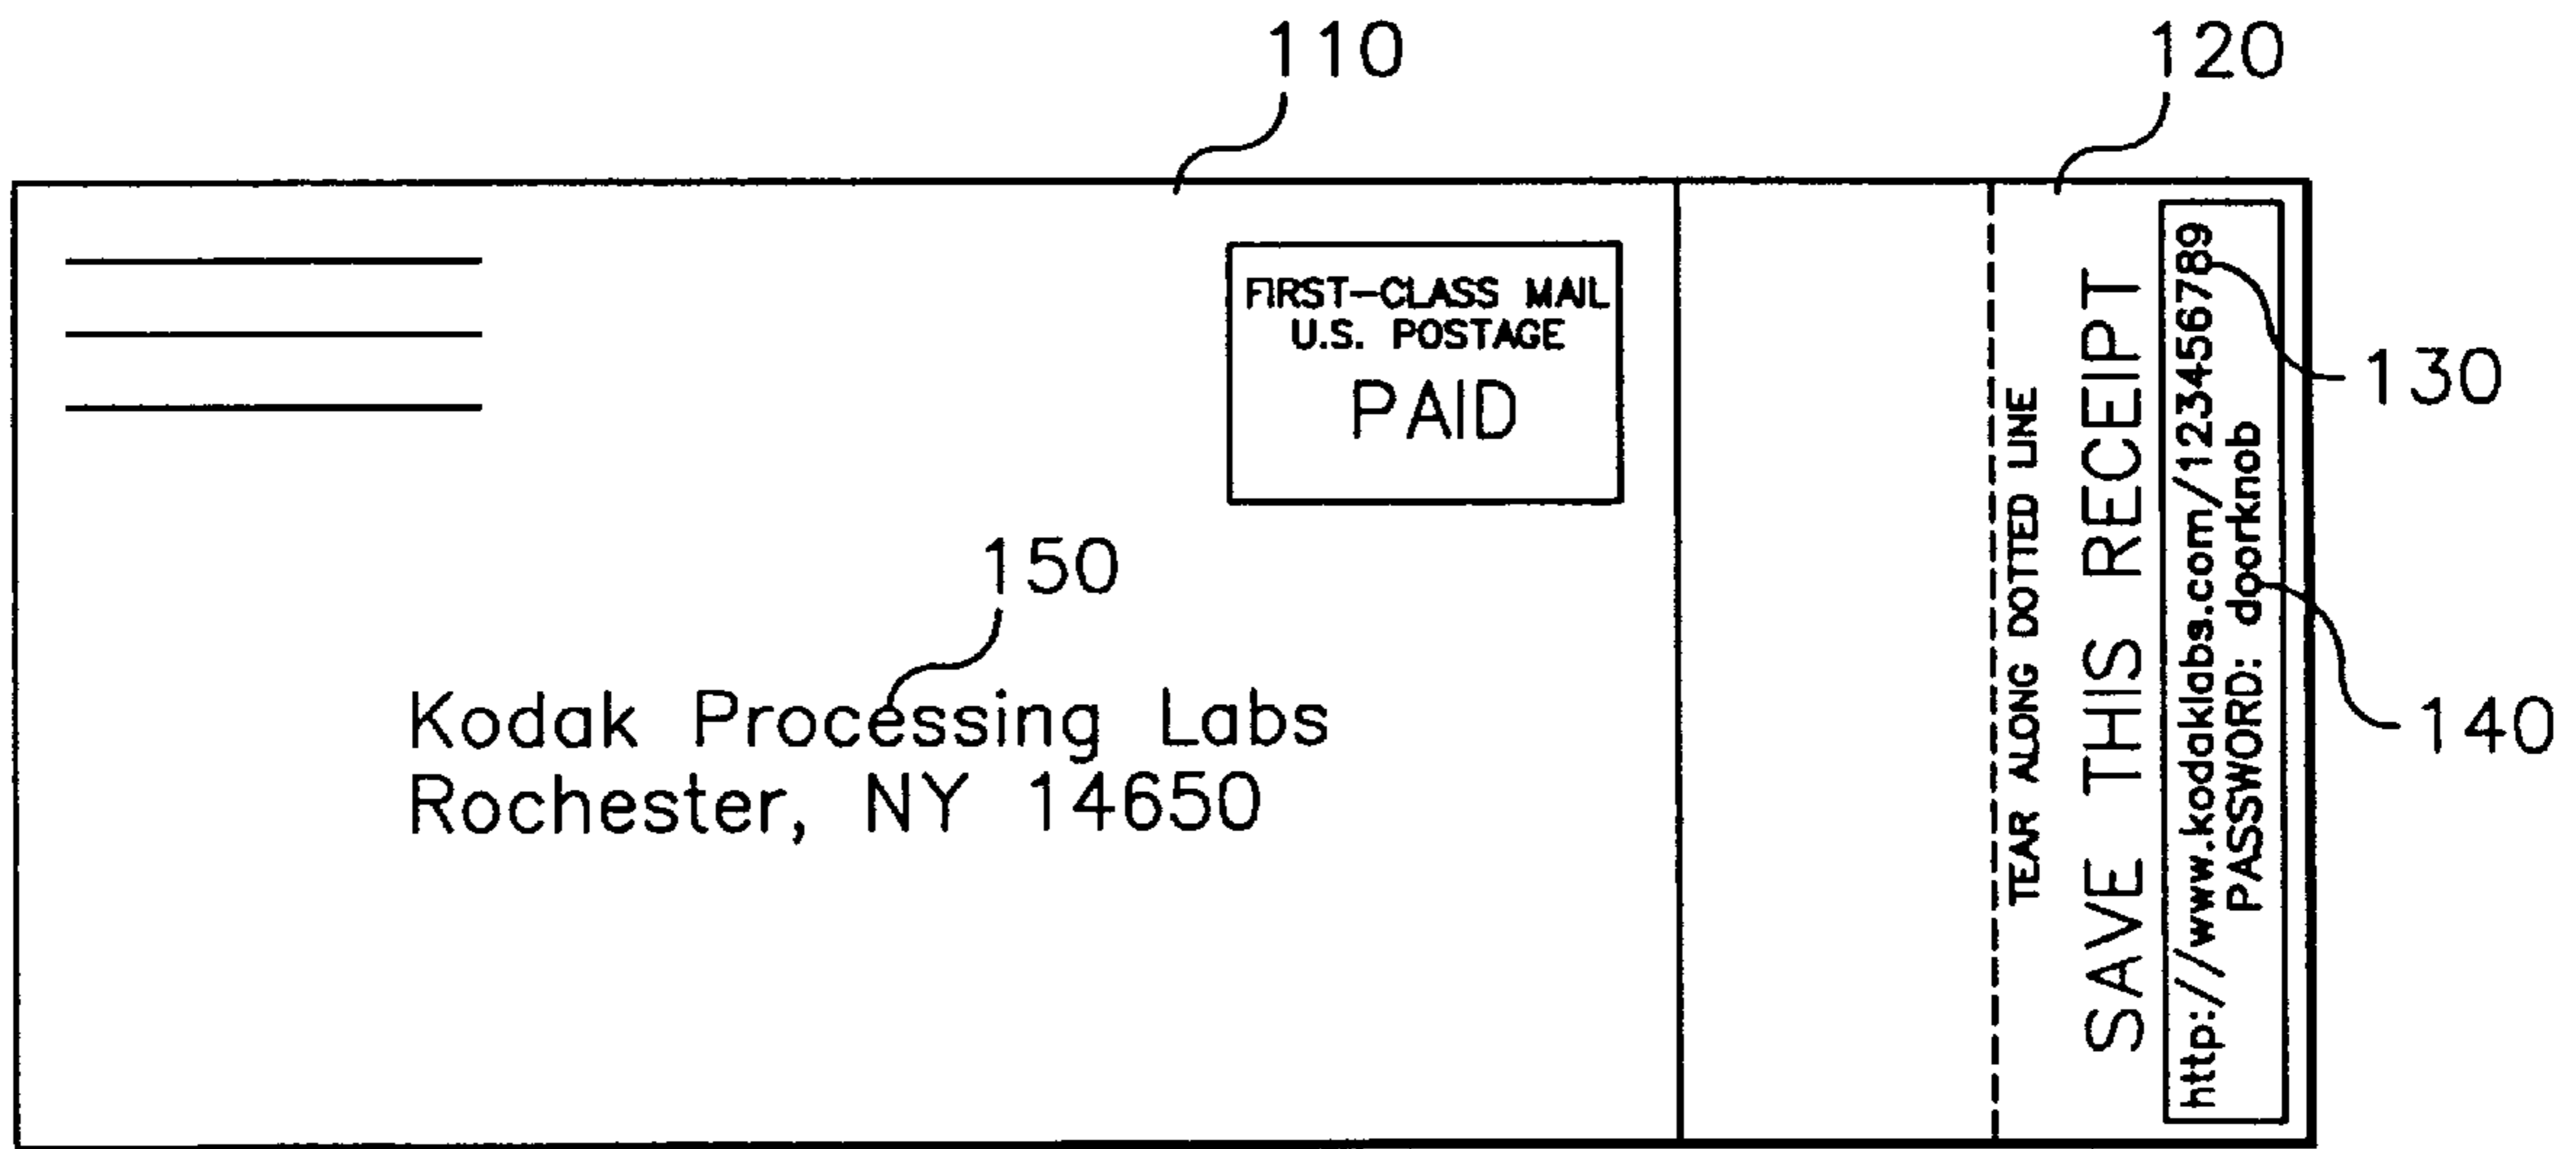 110
120
FIRST-CLASS MAIL
U.S. POSTAGE
PAID
130
150
140
Kodak Processing Labs
Rochester, NY 14650
TEAR ALONG DOTTED LINE
SAVE THIS RECEIPT
http://www.kodaklabs.com/123456789
PASSWORD: doorknob